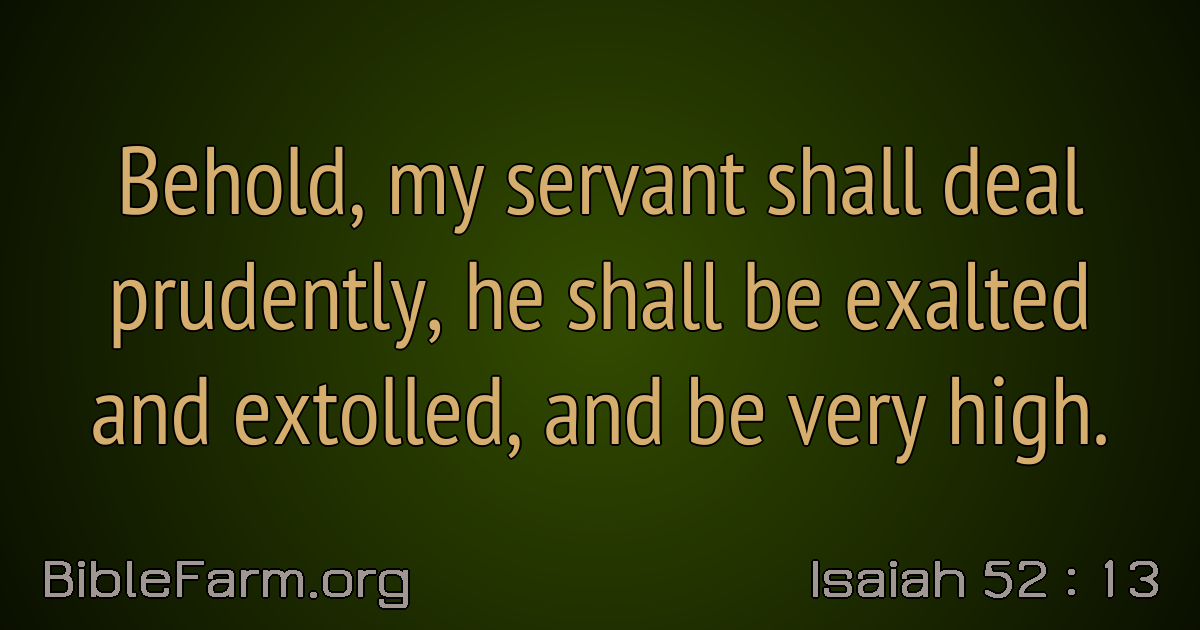 Behold, my servant shall deal
prudently, he shall be exalted
and extolled, and be very high.
BibleFarm.org
Isaiah 52 : 13